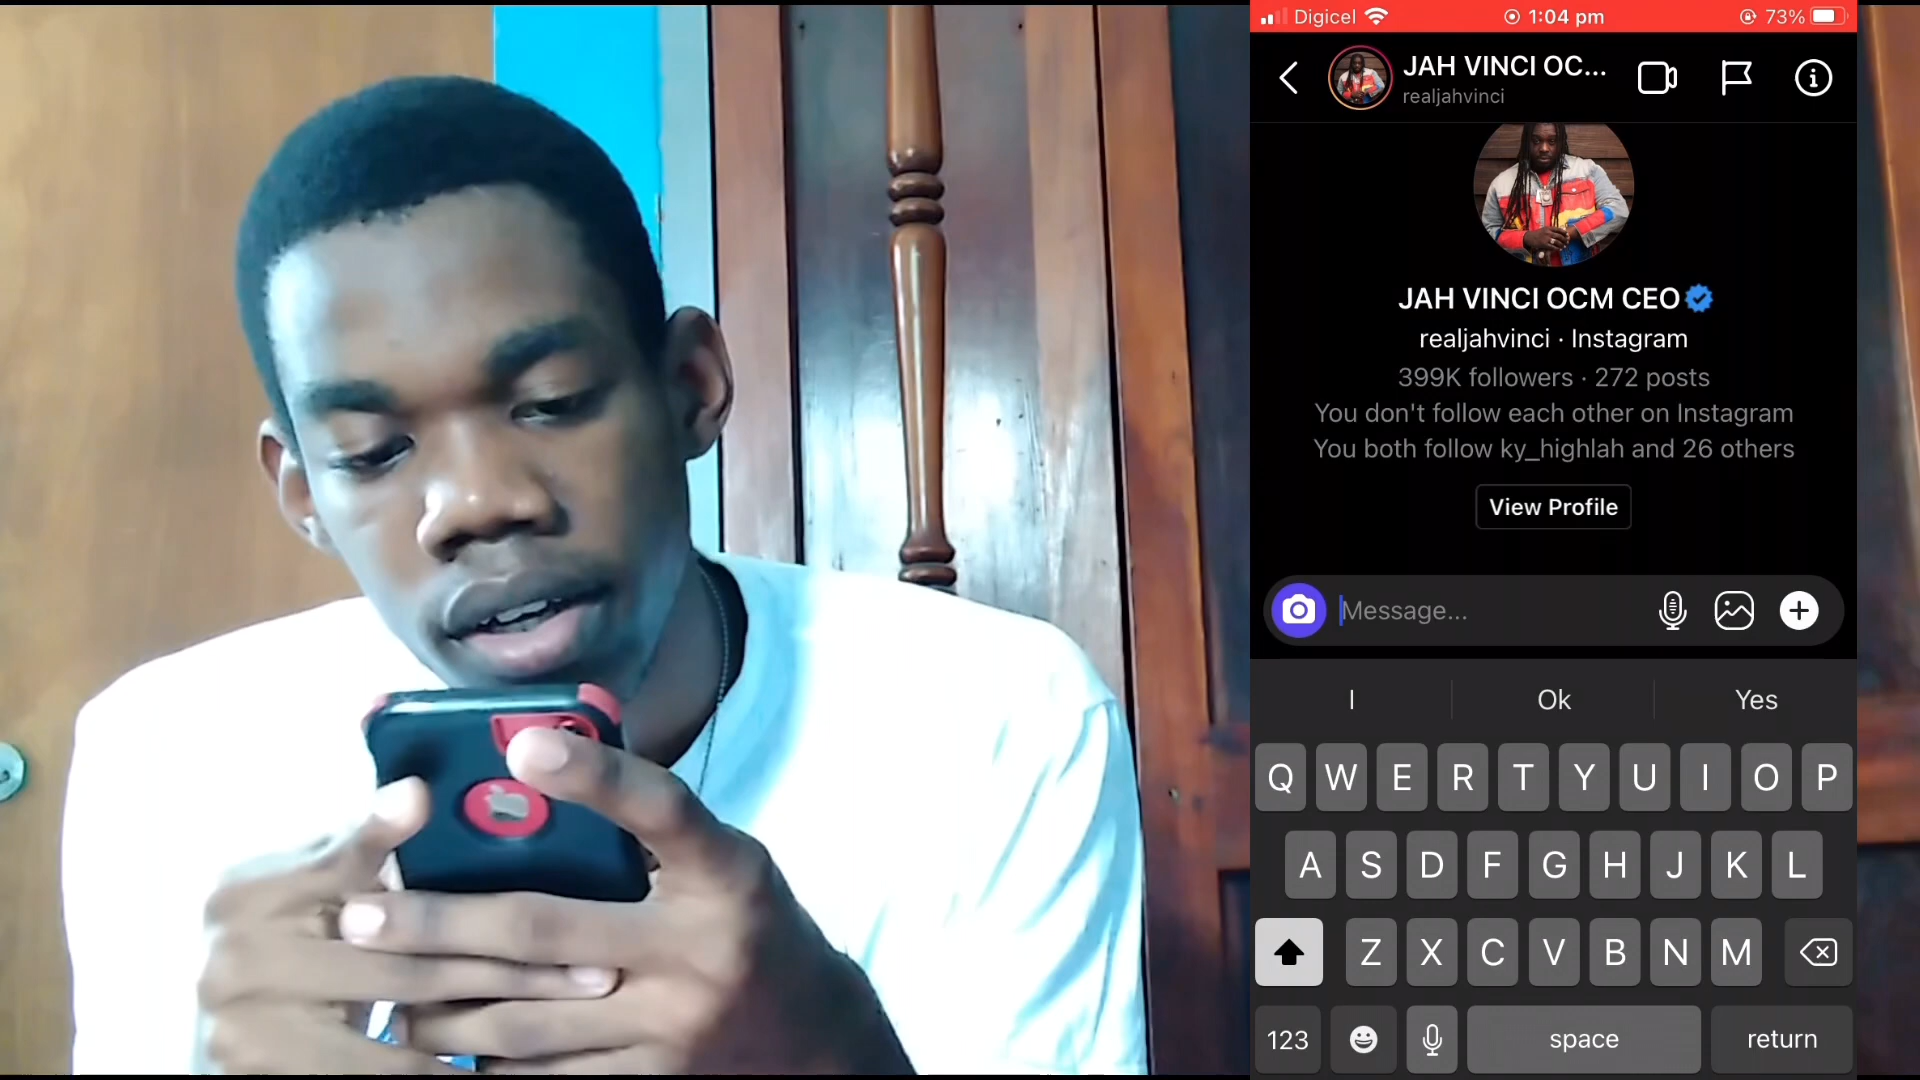 Digicel 1:04 pm 73%
JAH VINCI OC...
realjahvinci
JAH VINCI OCM CEO
realjahvinci · Instagram
399K followers · 272 posts
You don't follow each other on Instagram
You both follow ky_highlah and 26 others
View Profile
Message...
I Ok Yes
Q W E R T Y U I O P
A S D F G H J K L
Z X C V B N M
123 space return